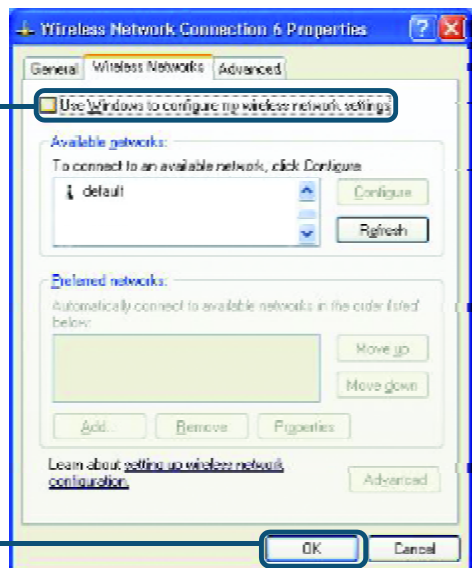 Wireless Network Connection 6 Properties
General Wireless Networks Advanced
Use Windows to configure my wireless network settings
Available networks:
To connect to an available network, click Configure
default
Configure
Refresh
Preferred networks:
Automatically connect to available networks in the order listed
below:
Move up
Move down
Add... Remove Properties
Learn about setting up wireless network
configuration.
Advanced
OK Cancel